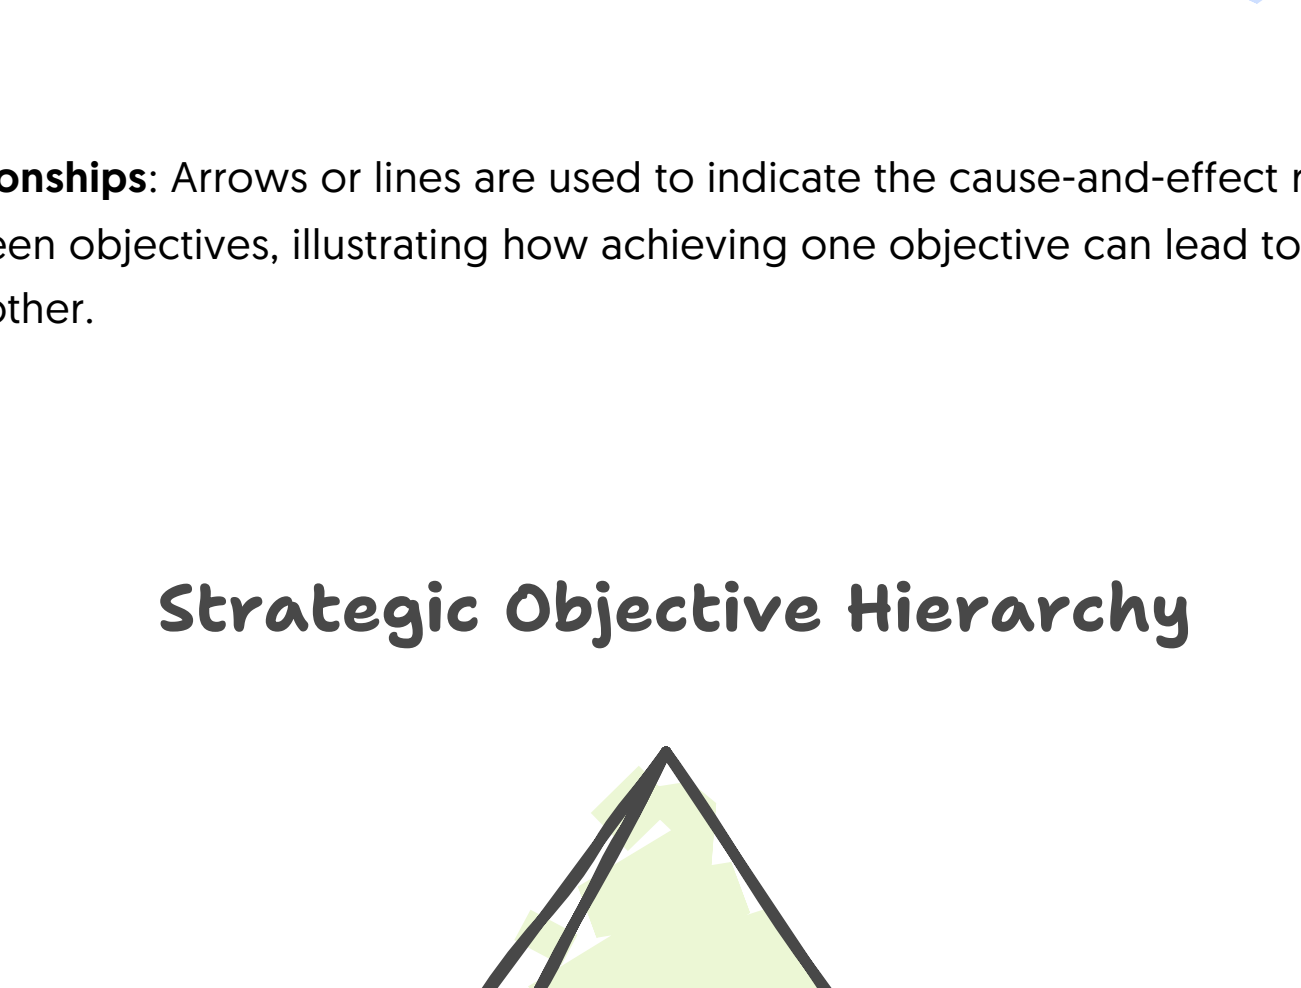 onships: Arrows or lines are used to indicate the cause-and-effect
een objectives, illustrating how achieving one objective can lead to
other.
Strategic Objective Hierarchy